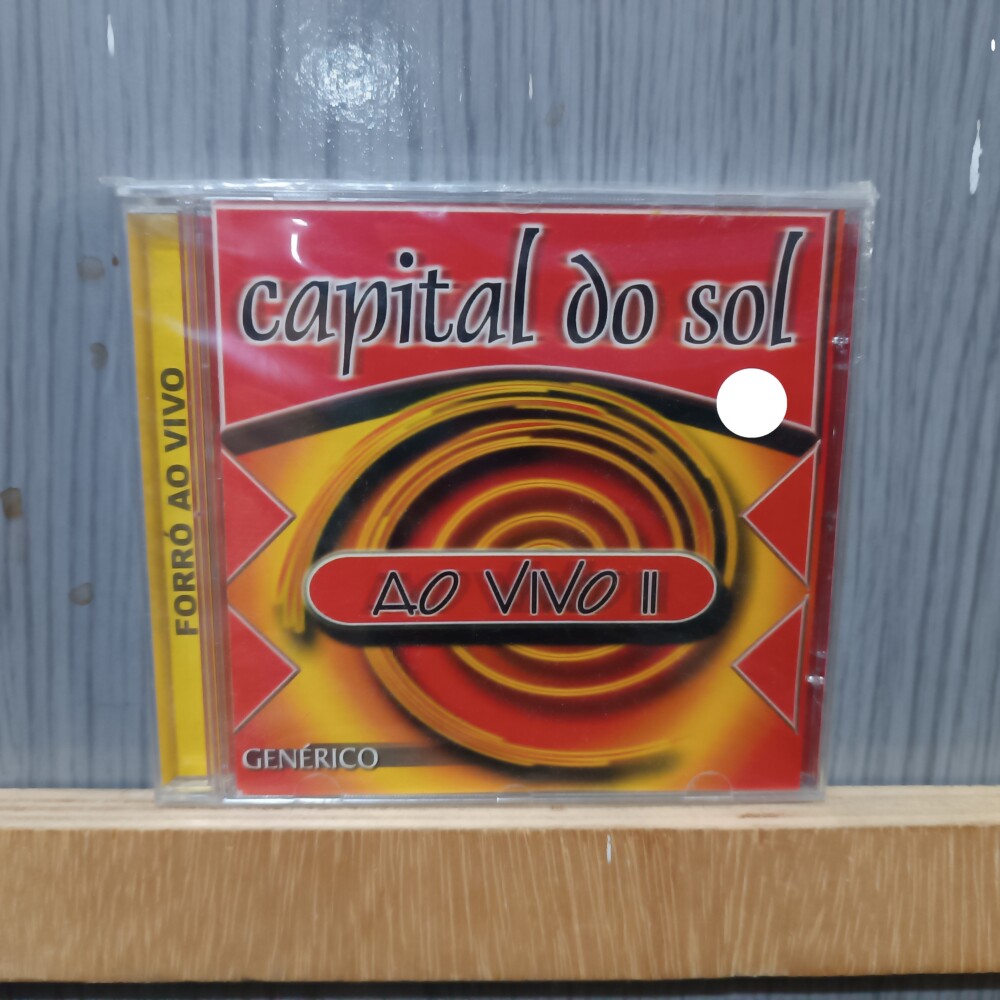 capital do sol
AO VIVO II
GENÉRICO
FORRÓ AO VIVO